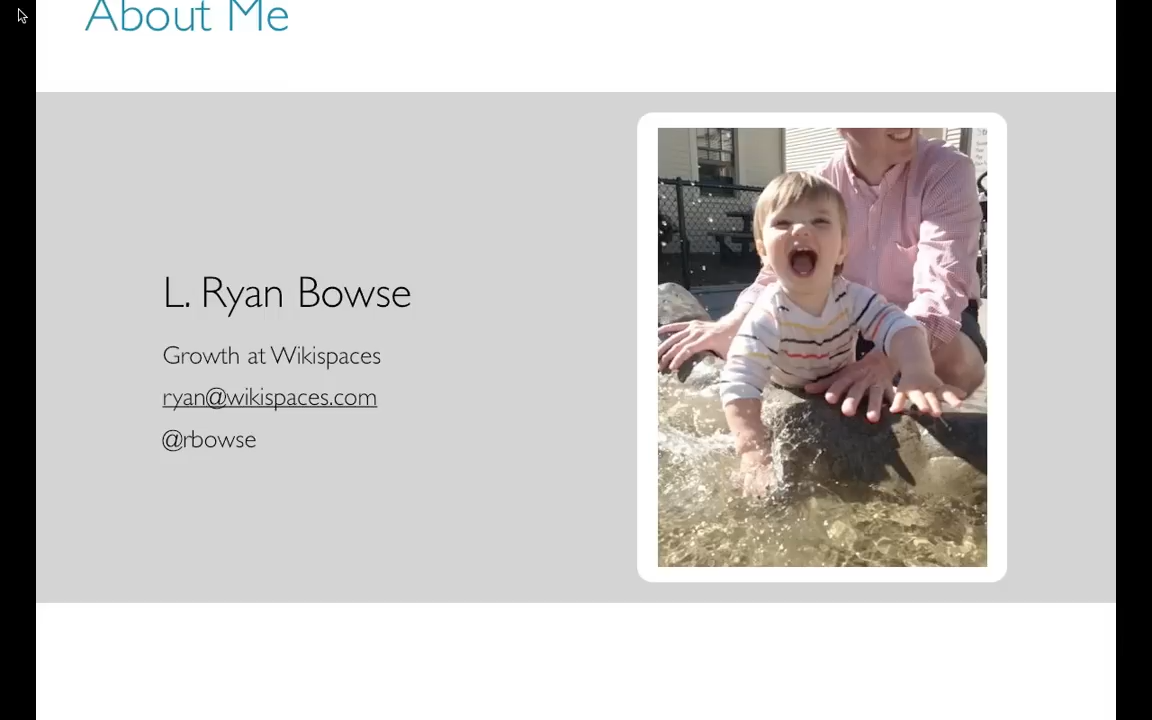 About Me
L. Ryan Bowse
Growth at Wikispaces
ryan@wikispaces.com
@rbowse